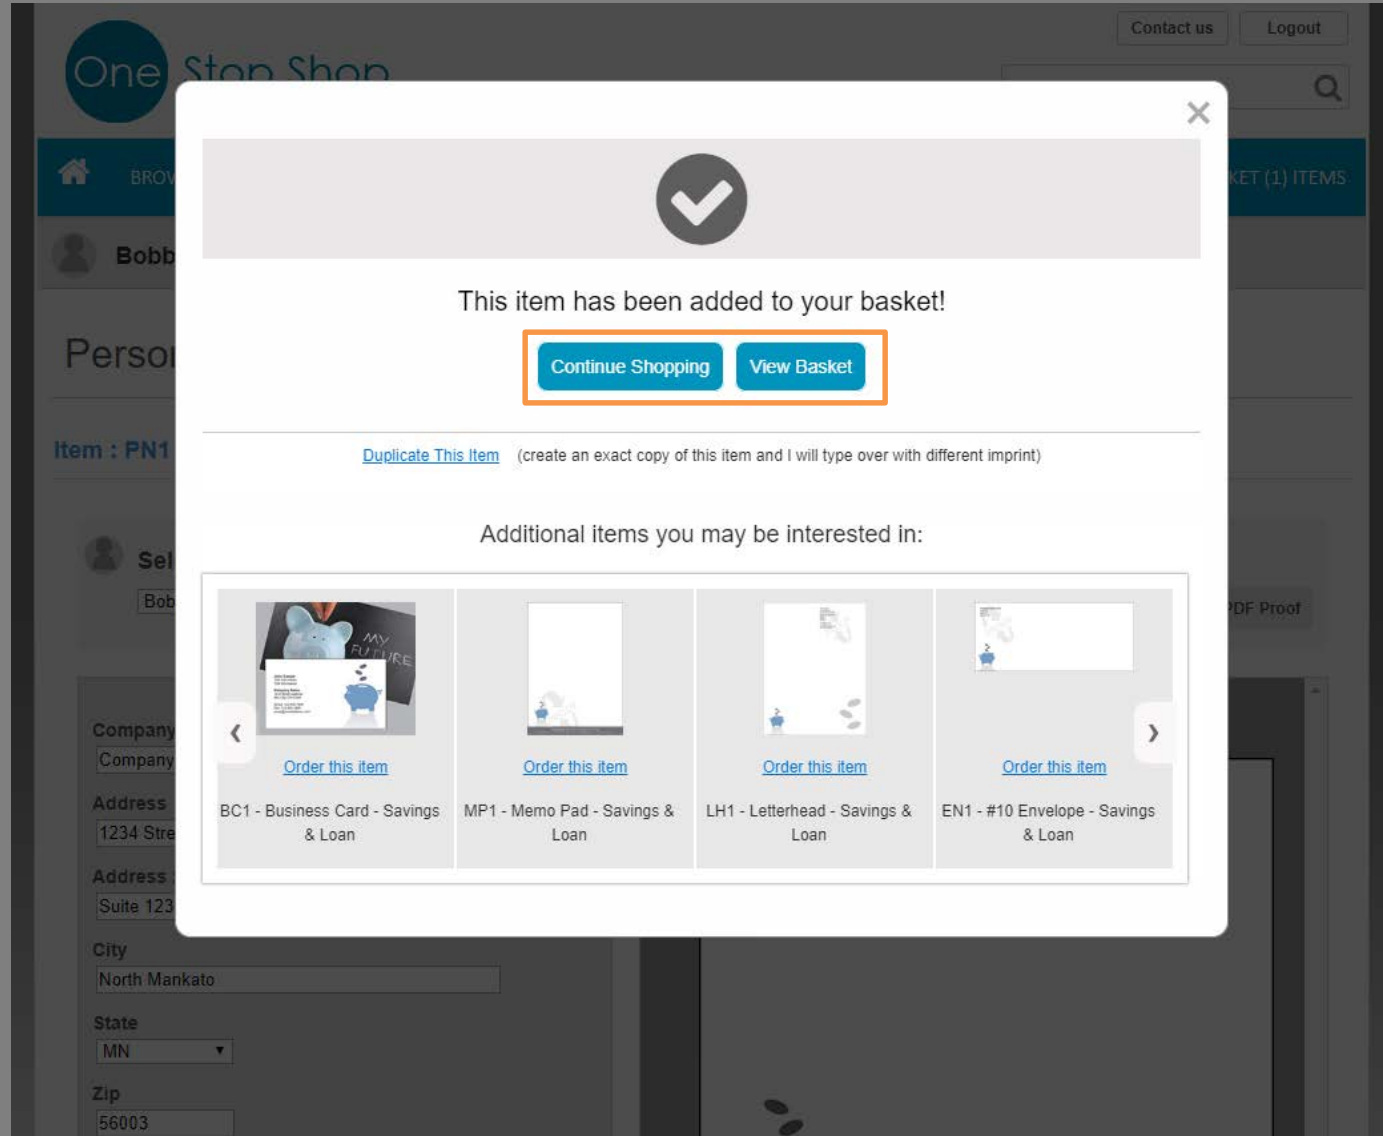 Contact us
Logout
One Stop Shop
BROW
KET (1) ITEMS
Bobb
This item has been added to your basket!
Continue Shopping
View Basket
Person
Item : PN1
Duplicate This Item (create an exact copy of this item and I will type over with different imprint)
Additional items you may be interested in:
Sel
Bob
PDF Proof
MY
FUTURE
Order this item
Order this item
Order this item
Order this item
BC1 - Business Card - Savings
& Loan
MP1 - Memo Pad - Savings &
Loan
LH1 - Letterhead - Savings &
Loan
EN1 - #10 Envelope - Savings
& Loan
Company
Company
Address
1234 Stre
Address
Suite 123
City
North Mankato
State
MN
Zip
56003